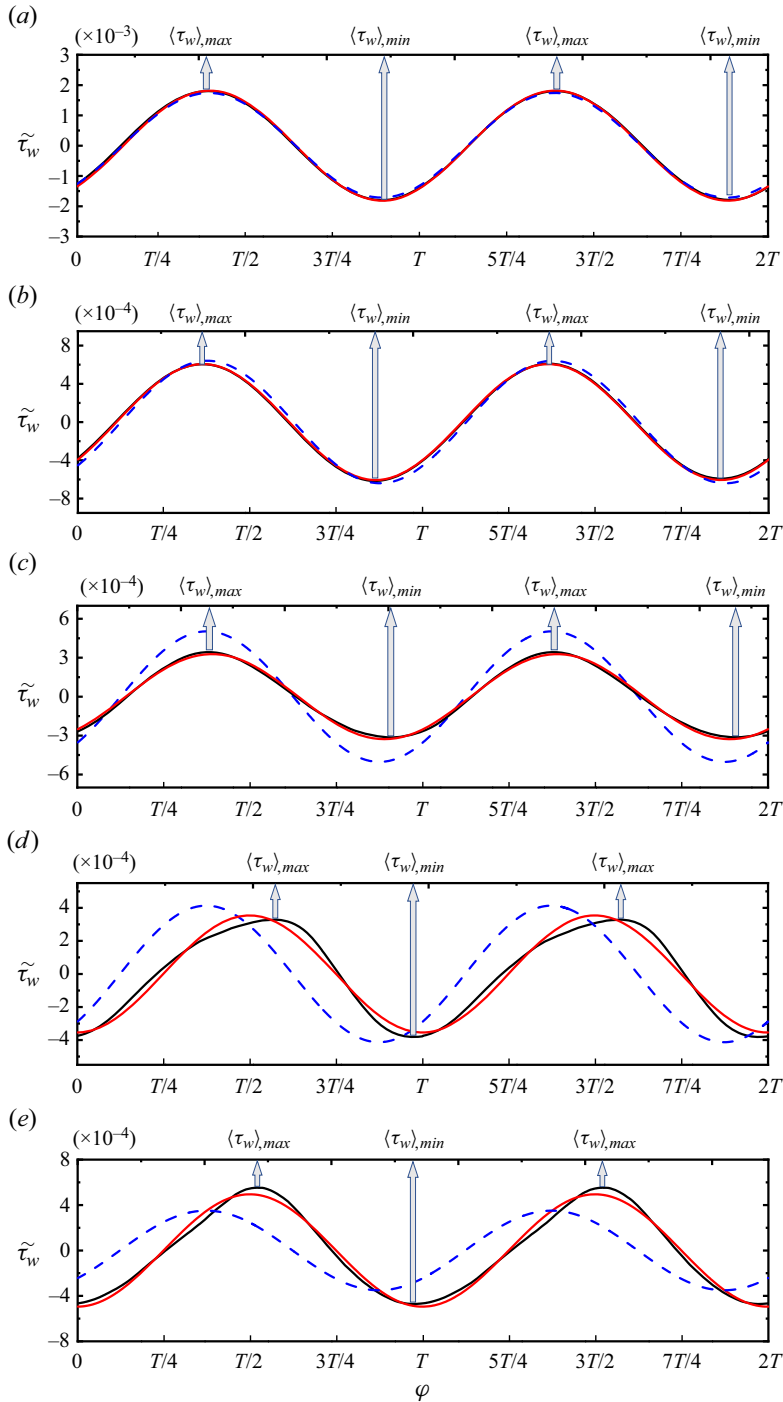 (a)
(×10⁻³) ⟨τw⟩,max ⟨τw⟩,min ⟨τw⟩,max ⟨τw⟩,min
3
2
1
0
–1
–2
–3
τ̃w
0 T/4 T/2 3T/4 T 5T/4 3T/2 7T/4 2T
(b)
(×10⁻⁴) ⟨τw⟩,max ⟨τw⟩,min ⟨τw⟩,max ⟨τw⟩,min
8
4
0
–4
–8
τ̃w
0 T/4 T/2 3T/4 T 5T/4 3T/2 7T/4 2T
(c)
(×10⁻⁴) ⟨τw⟩,max ⟨τw⟩,min ⟨τw⟩,max ⟨τw⟩,min
6
3
0
–3
–6
τ̃w
0 T/4 T/2 3T/4 T 5T/4 3T/2 7T/4 2T
(d)
(×10⁻⁴) ⟨τw⟩,max ⟨τw⟩,min ⟨τw⟩,max
4
2
0
–2
–4
τ̃w
0 T/4 T/2 3T/4 T 5T/4 3T/2 7T/4 2T
(e)
(×10⁻⁴) ⟨τw⟩,max ⟨τw⟩,min ⟨τw⟩,max
8
4
0
–4
–8
τ̃w
0 T/4 T/2 3T/4 T 5T/4 3T/2 7T/4 2T
φ